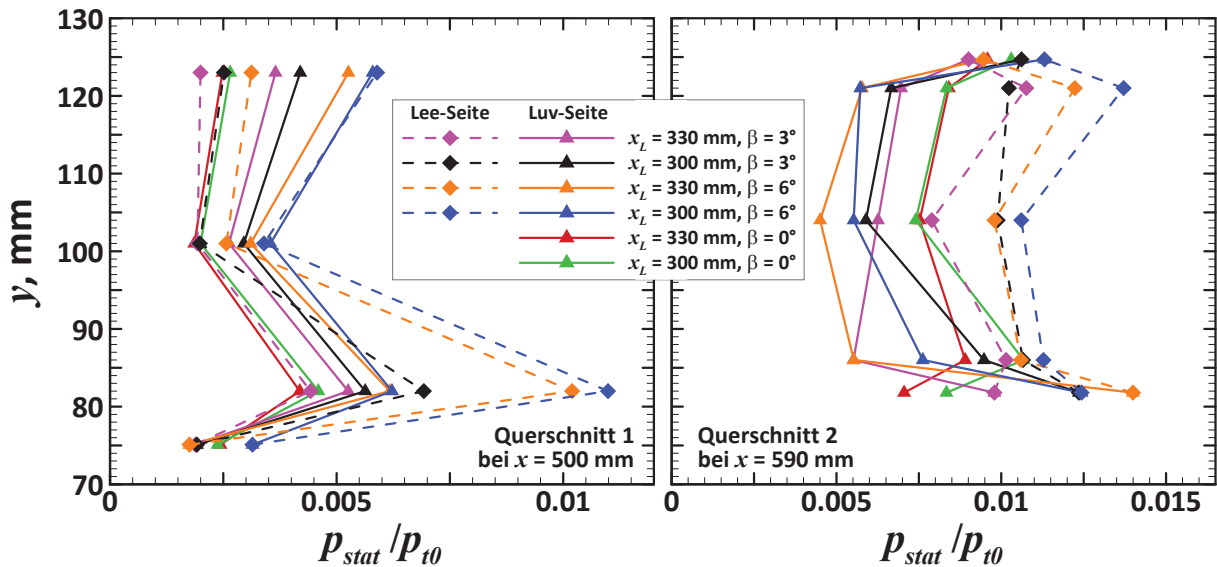 130
120
110
100
90
80
70
y, mm
0
0.005
0.01
p_stat / p_t0
Querschnitt 1
bei x = 500 mm
Lee-Seite Luv-Seite
x_L = 330 mm, β = 3°
x_L = 300 mm, β = 3°
x_L = 330 mm, β = 6°
x_L = 300 mm, β = 6°
x_L = 330 mm, β = 0°
x_L = 300 mm, β = 0°
Querschnitt 2
bei x = 590 mm
0
0.005
0.01
0.015
p_stat / p_t0